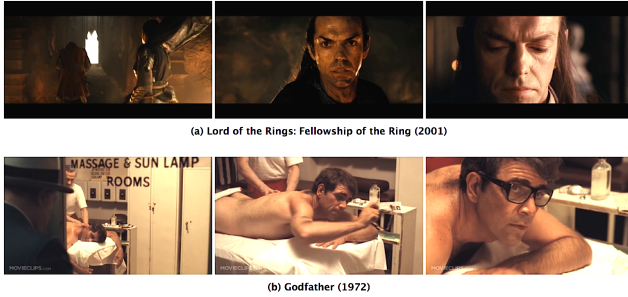 (a) Lord of the Rings: Fellowship of the Ring (2001)
MASSAGE & SUN LAMP
ROOMS
MOVIECLIPS.com
MOVIECLIPS.com
MOVIECLIPS.com
(b) Godfather (1972)